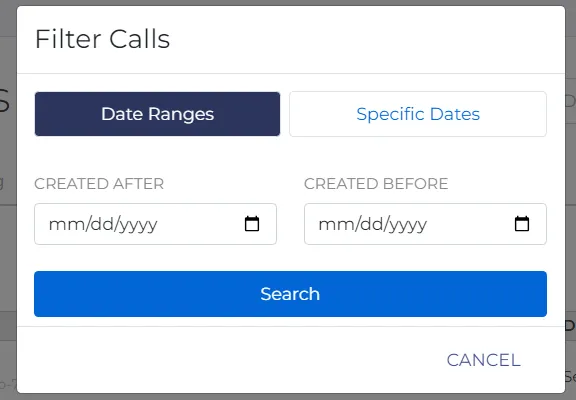 Filter Calls
Date Ranges
Specific Dates
CREATED AFTER
CREATED BEFORE
mm/dd/yyyy
mm/dd/yyyy
Search
CANCEL